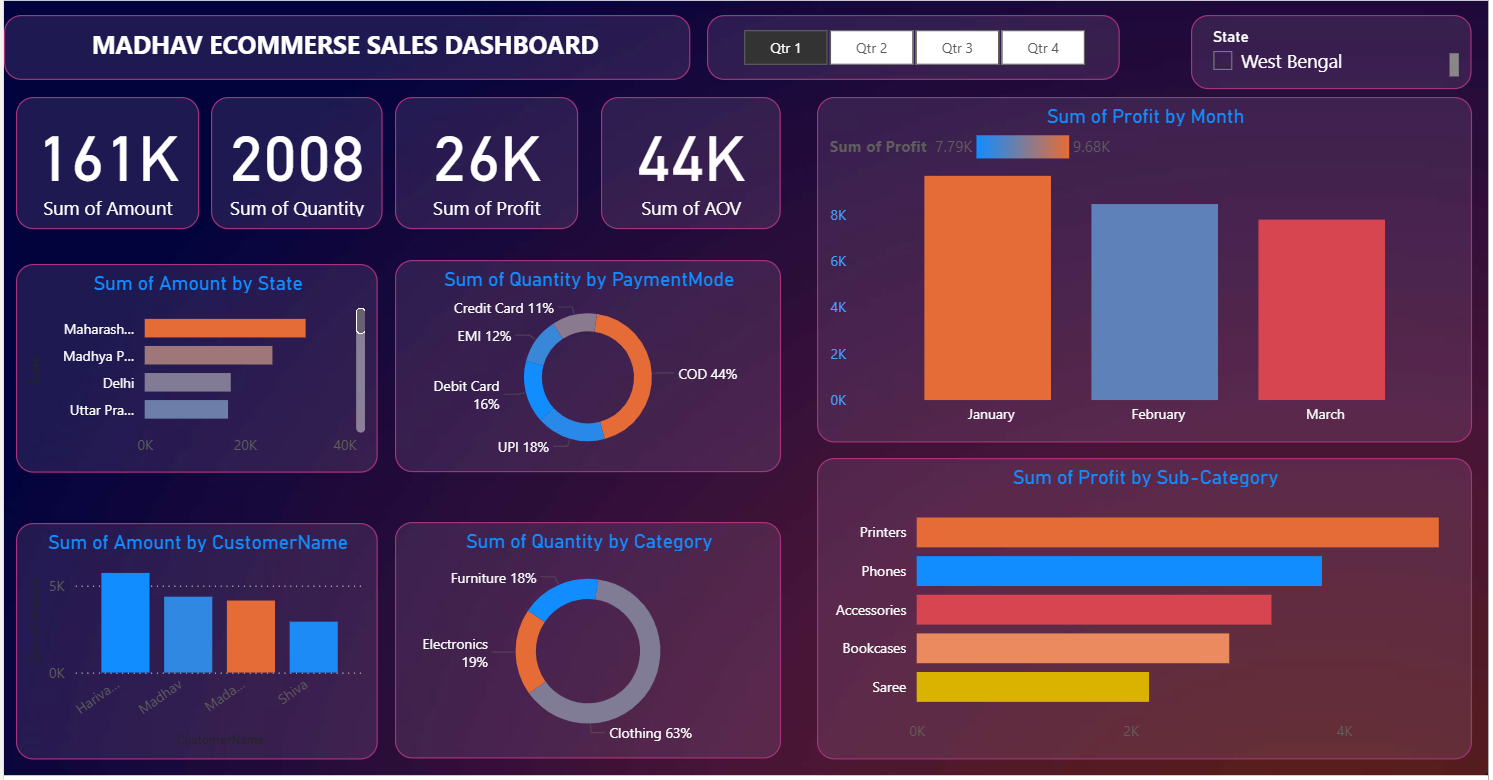 MADHAV ECOMMERSE SALES DASHBOARD
Qtr 1
Qtr 2
Qtr 3
Qtr 4
State
West Bengal
161K
Sum of Amount
2008
Sum of Quantity
26K
Sum of Profit
44K
Sum of AOV
Sum of Profit by Month
Sum of Profit 7.79K 9.68K
8K
6K
4K
2K
0K
January
February
March
Sum of Amount by State
Maharash...
Madhya P...
Delhi
Uttar Pra...
0K
20K
40K
Sum of Quantity by PaymentMode
Credit Card 11%
EMI 12%
Debit Card
16%
UPI 18%
COD 44%
Sum of Profit by Sub-Category
Printers
Phones
Accessories
Bookcases
Saree
0K
2K
4K
Sum of Amount by CustomerName
5K
0K
Hariva...
Madhav
Mada...
Shiva
CustomerName
Sum of Quantity by Category
Furniture 18%
Electronics
19%
Clothing 63%